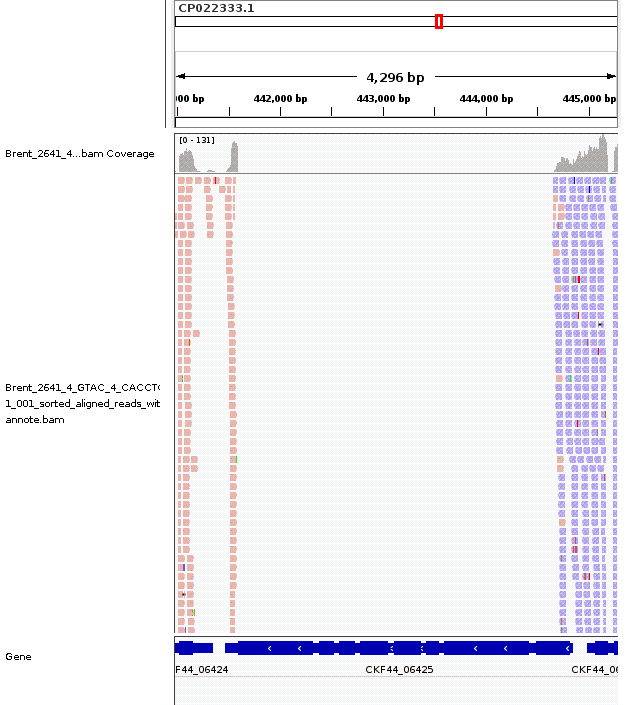 CP022333.1
4,296 bp
00 bp 442,000 bp 443,000 bp 444,000 bp 445,000 bp
[0 - 131]
Brent_2641_4...bam Coverage
Brent_2641_4_GTAC_4_CACCTG
1_001_sorted_aligned_reads_wit
annote.bam
Gene
F44_06424 CKF44_06425 CKF44_06